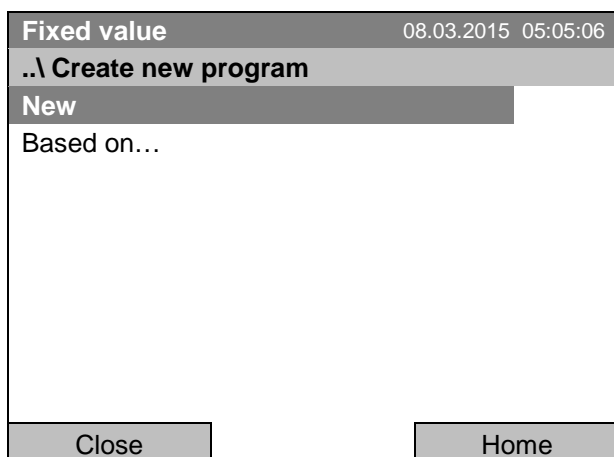 Fixed value 08.03.2015 05:05:06
..\ Create new program
New
Based on…
Close Home